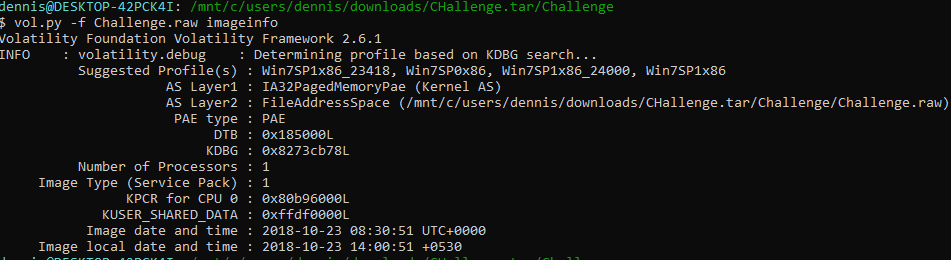 dennis@DESKTOP-42PCK4I: /mnt/c/users/dennis/downloads/CHallenge.tar/Challenge
$ vol.py -f Challenge.raw imageinfo
Volatility Foundation Volatility Framework 2.6.1
INFO    : volatility.debug    : Determining profile based on KDBG search...
          Suggested Profile(s) : Win7SP1x86_23418, Win7SP0x86, Win7SP1x86_24000, Win7SP1x86
                     AS Layer1 : IA32PagedMemoryPae (Kernel AS)
                     AS Layer2 : FileAddressSpace (/mnt/c/users/dennis/downloads/CHallenge.tar/Challenge/Challenge.raw)
                      PAE type : PAE
                           DTB : 0x185000L
                          KDBG : 0x8273cb78L
          Number of Processors : 1
     Image Type (Service Pack) : 1
                KPCR for CPU 0 : 0x80b96000L
             KUSER_SHARED_DATA : 0xffdf0000L
           Image date and time : 2018-10-23 08:30:51 UTC+0000
     Image local date and time : 2018-10-23 14:00:51 +0530